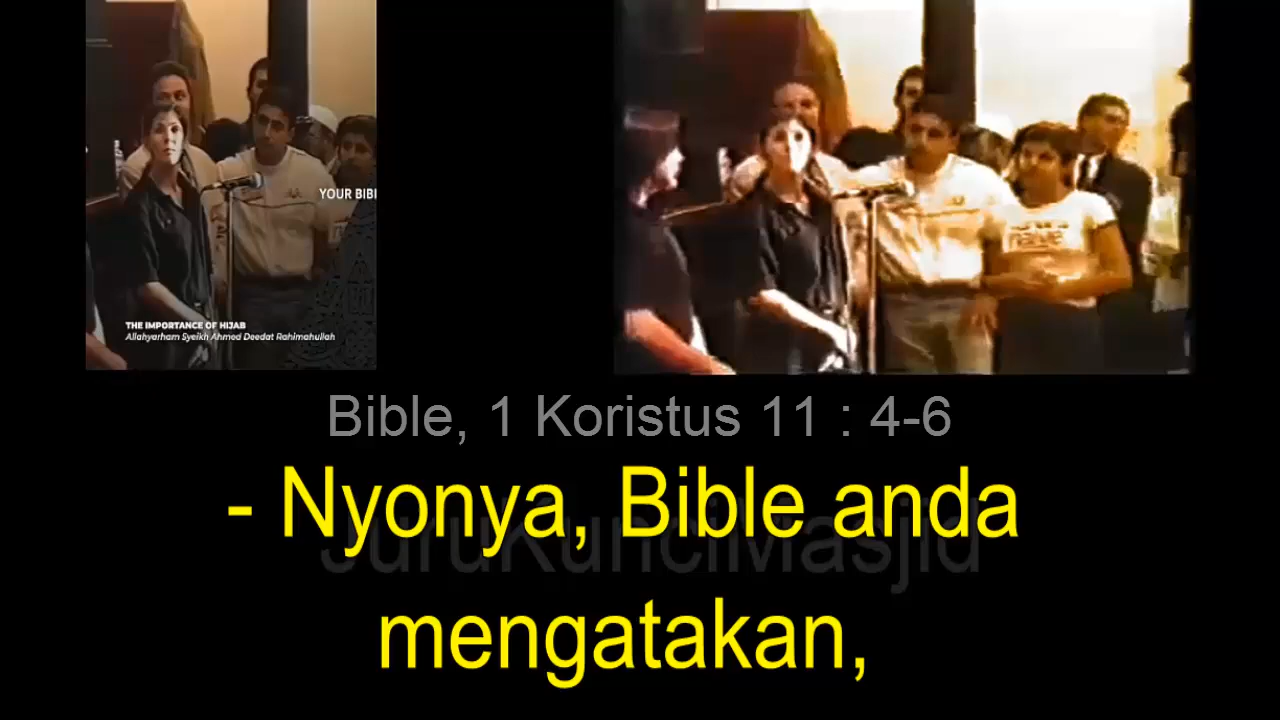 YOUR BIBI
THE IMPORTANCE OF HIJAB
Allahyarham Syeikh Ahmed Deedat Rahimahullah
Bible, 1 Koristus 11 : 4-6
- Nyonya, Bible anda
JuruKunciMasjid
mengatakan,